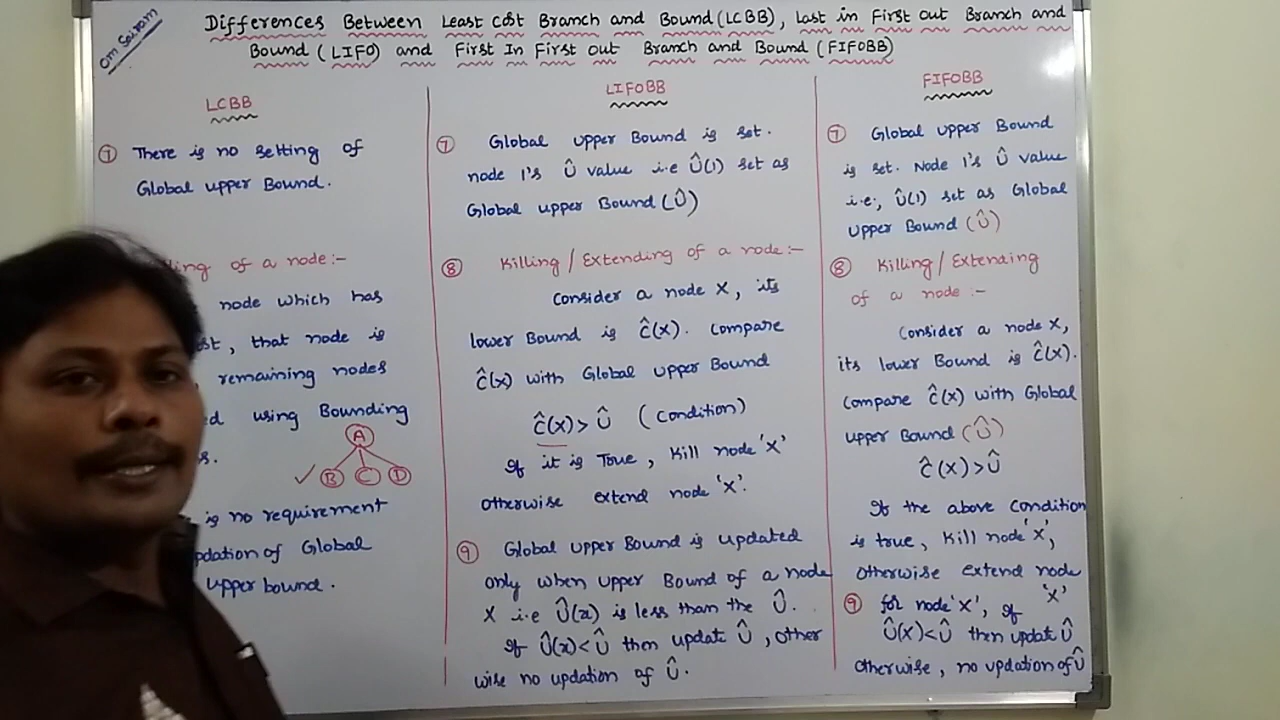 Om Sairam
Differences Between Least cost Branch and Bound (LCBB), Last in First out Branch and
Bound (LIFO) and First In First out Branch and Bound (FIFOBB)
LCBB
⑦ There is no setting of
Global upper Bound.
of a node:-
node which has
, that node is
remaining nodes
using Bounding
A
✓ B C D
is no requirement
of Global
upper bound.
LIFOBB
⑦ Global upper Bound is set.
node 1's Û value i.e Û(1) set as
Global upper Bound (Û)
⑧ Killing / Extending of a node:-
Consider a node X, its
lower Bound is ĉ(x). Compare
ĉ(x) with Global upper Bound
ĉ(x) > Û (Condition)
If it is True, Kill node 'X'
otherwise extend node 'X'.
⑨ Global upper Bound is updated
only when upper Bound of a node
X i.e Û(x) is less than the Û.
If Û(x) < Û then update Û, other
wise no updation of Û.
FIFOBB
⑦ Global upper Bound
is set. Node 1's Û value
i.e., Û(1) set as Global
upper Bound (Û)
⑧ Killing / Extending
of a node:-
Consider a node X,
its lower Bound is ĉ(x).
Compare ĉ(x) with Global
upper Bound (Û)
ĉ(x) > Û
If the above Condition
is true, Kill node 'X',
otherwise extend node
'X'
⑨ for node 'X', if
Û(X) < Û then update Û
otherwise, no updation of Û